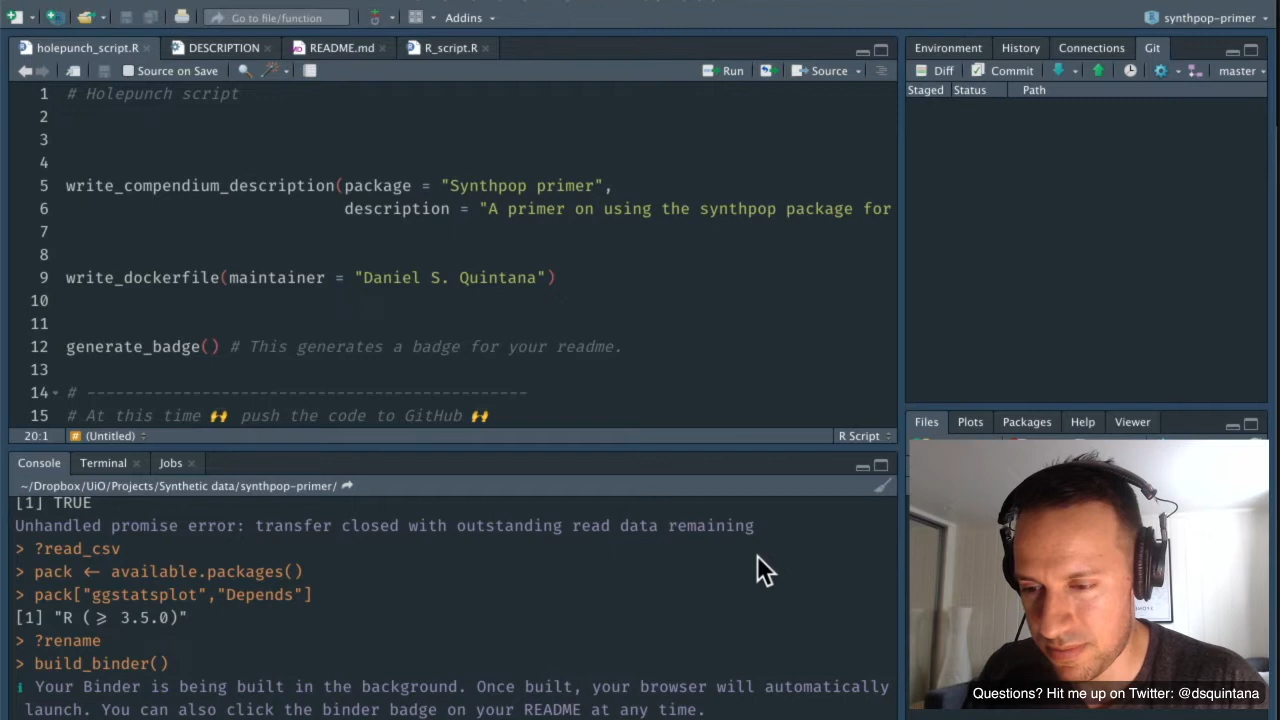 Go to file/function
Addins
synthpop-primer
holepunch_script.R
DESCRIPTION
README.md
R_script.R
Source on Save
Run
Source
1 # Holepunch script
2
3
4
5 write_compendium_description(package = "Synthpop primer",
6 description = "A primer on using the synthpop package for
7
8
9 write_dockerfile(maintainer = "Daniel S. Quintana")
10
11
12 generate_badge() # This generates a badge for your readme.
13
14 # ----------------------------------------------
15 # At this time 🙌 push the code to GitHub 🙌
20:1 # (Untitled) R Script
Console Terminal Jobs
~/Dropbox/UiO/Projects/Synthetic data/synthpop-primer/
[1] TRUE
Unhandled promise error: transfer closed with outstanding read data remaining
> ?read_csv
> pack <- available.packages()
> pack["ggstatsplot","Depends"]
[1] "R (>= 3.5.0)"
> ?rename
> build_binder()
i Your Binder is being built in the background. Once built, your browser will automatically
launch. You can also click the binder badge on your README at any time.
Environment History Connections Git
Diff Commit master
Staged Status Path
Files Plots Packages Help Viewer
Questions? Hit me up on Twitter: @dsquintana